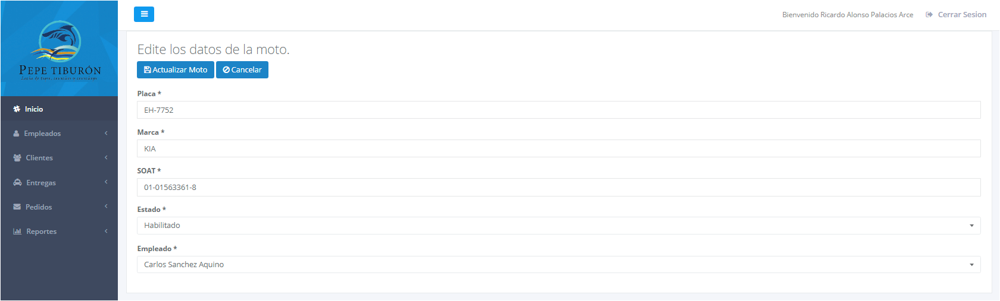 Bienvenido Ricardo Alonso Palacios Arce
Cerrar Sesion
PEPE TIBURÓN
Inicio
Empleados
Clientes
Entregas
Pedidos
Reportes
Edite los datos de la moto.
Actualizar Moto
Cancelar
Placa *
EH-7752
Marca *
KIA
SOAT *
01-01563361-8
Estado *
Habilitado
Empleado *
Carlos Sanchez Aquino